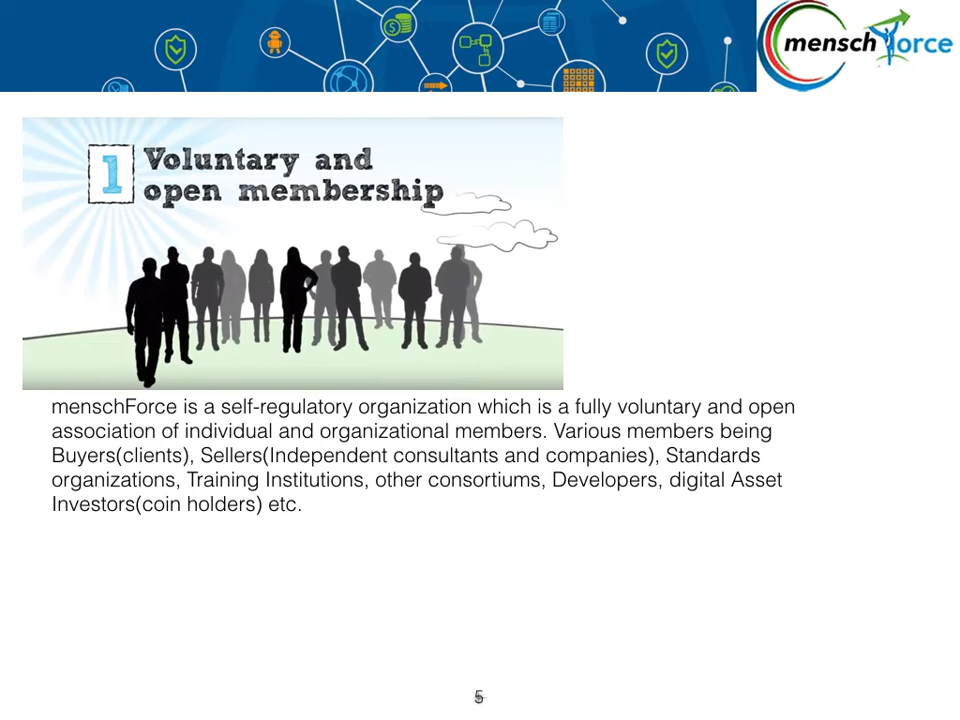 menschForce
1 Voluntary and
open membership
menschForce is a self-regulatory organization which is a fully voluntary and open
association of individual and organizational members. Various members being
Buyers(clients), Sellers(Independent consultants and companies), Standards
organizations, Training Institutions, other consortiums, Developers, digital Asset
Investors(coin holders) etc.